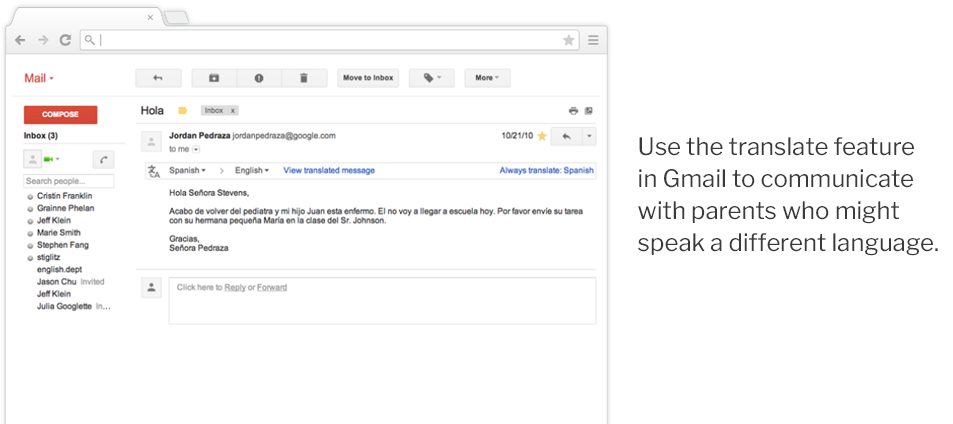 Mail
Move to Inbox
More
COMPOSE
Hola
Inbox x
Inbox (3)
Jordan Pedraza jordanpedraza@google.com
10/21/10
to me
Spanish > English View translated message Always translate: Spanish
Search people...
Cristin Franklin
Grainne Phelan
Jeff Klein
Marie Smith
Stephen Fang
stiglitz
english.dept
Jason Chu Invited
Jeff Klein
Julia Googlette In...
Hola Señora Stevens,
Acabo de volver del pediatra y mi hijo Juan esta enfermo. El no voy a llegar a escuela hoy. Por favor envíe su tarea
con su hermana pequeña Maria en la clase del Sr. Johnson.
Gracias,
Señora Pedraza
Click here to Reply or Forward
Use the translate feature
in Gmail to communicate
with parents who might
speak a different language.